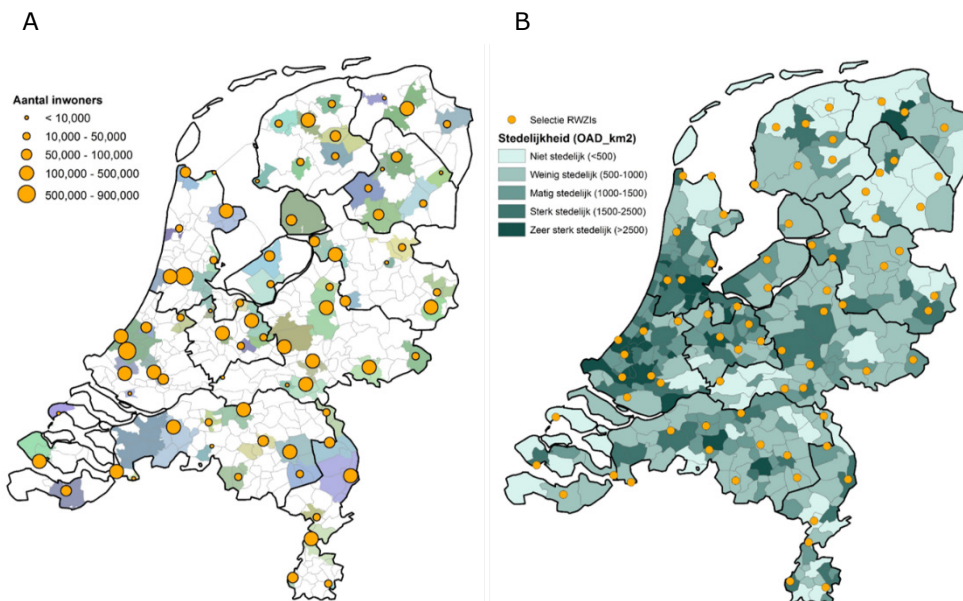 A
B
Aantal inwoners
< 10,000
10,000 - 50,000
50,000 - 100,000
100,000 - 500,000
500,000 - 900,000
Selectie RWZIs
Stedelijkheid (OAD_km2)
Niet stedelijk (<500)
Weinig stedelijk (500-1000)
Matig stedelijk (1000-1500)
Sterk stedelijk (1500-2500)
Zeer sterk stedelijk (>2500)